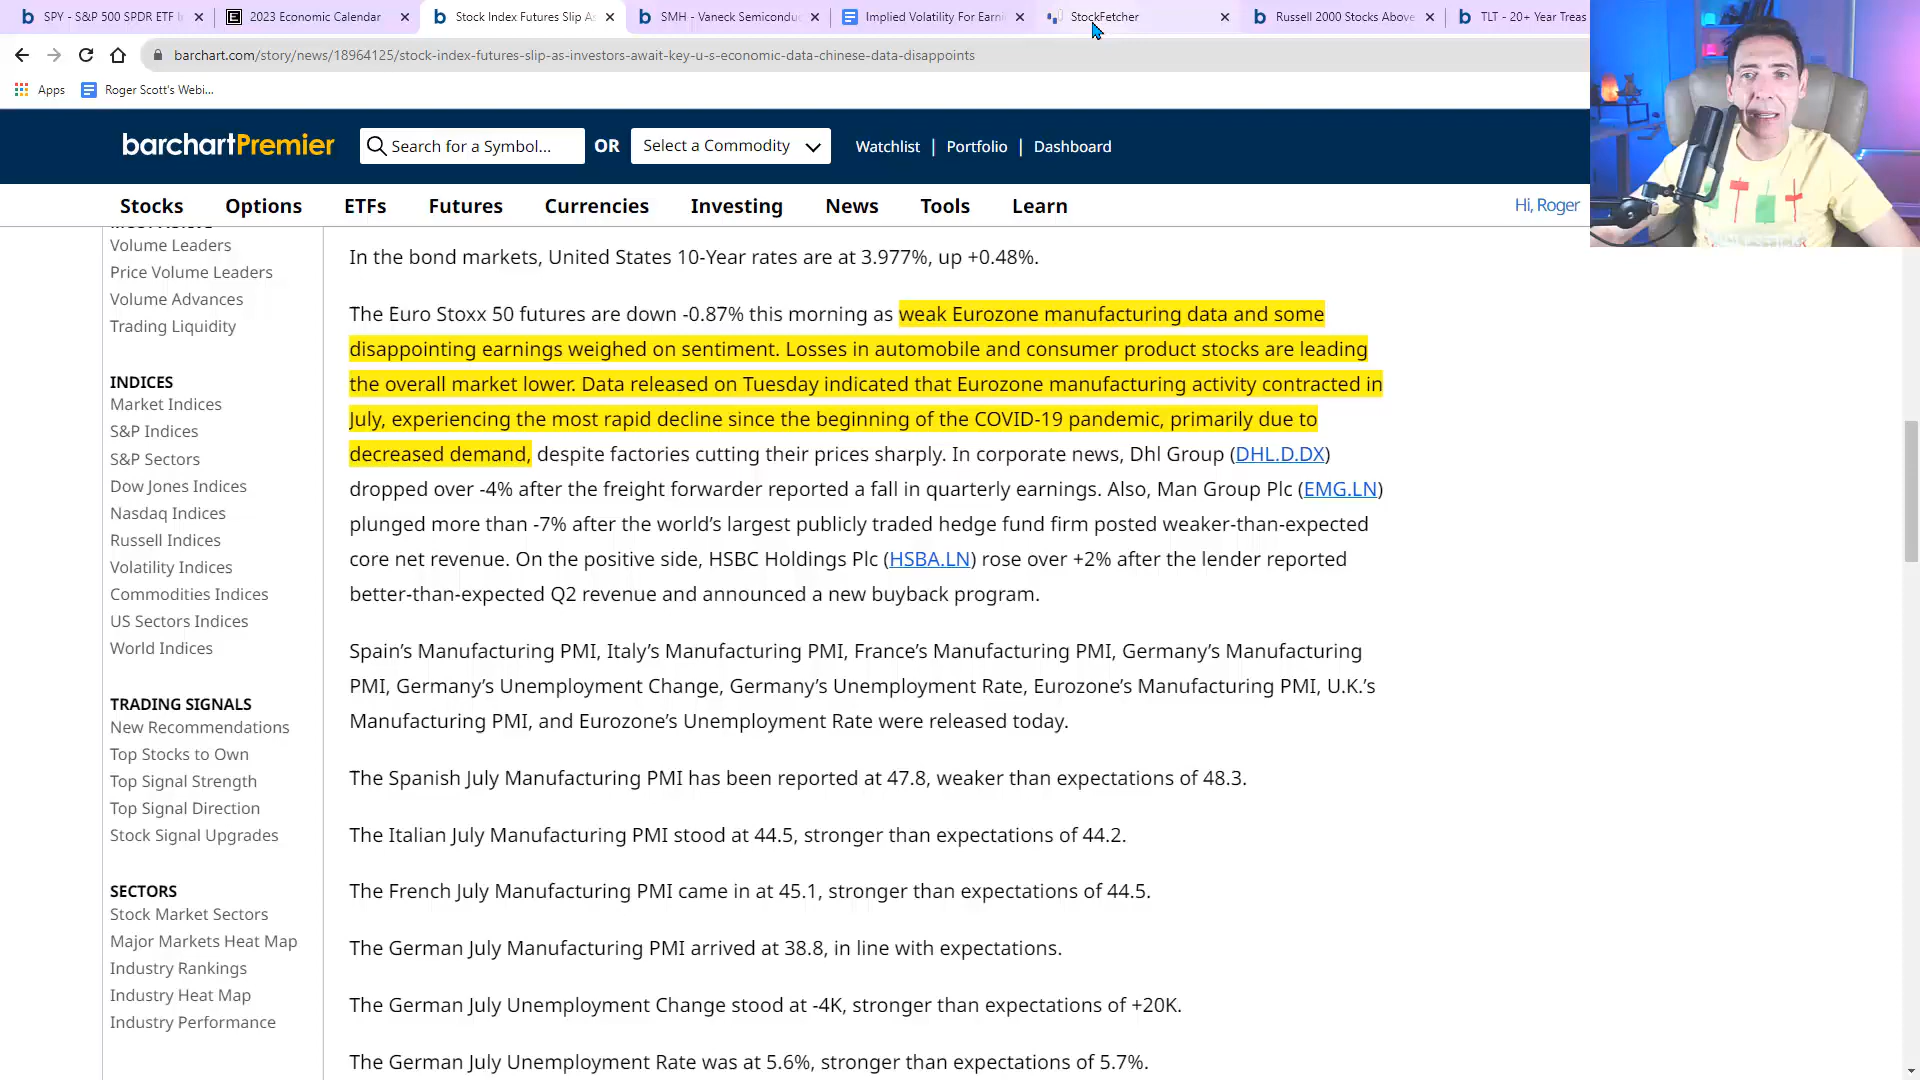 SPY - S&P 500 SPDR ETF
2023 Economic Calendar
Stock Index Futures Slip As
SMH - Vaneck Semicondu
Implied Volatility For Earni
StockFetcher
Russell 2000 Stocks Above
TLT - 20+ Year Treas
barchart.com/story/news/18964125/stock-index-futures-slip-as-investors-await-key-u-s-economic-data-chinese-data-disappoints
Apps
Roger Scott's Webi...
barchartPremier
Search for a Symbol...
OR
Select a Commodity
Watchlist | Portfolio | Dashboard
Stocks
Options
ETFs
Futures
Currencies
Investing
News
Tools
Learn
Hi, Roger
Volume Leaders
Price Volume Leaders
Volume Advances
Trading Liquidity
INDICES
Market Indices
S&P Indices
S&P Sectors
Dow Jones Indices
Nasdaq Indices
Russell Indices
Volatility Indices
Commodities Indices
US Sectors Indices
World Indices
TRADING SIGNALS
New Recommendations
Top Stocks to Own
Top Signal Strength
Top Signal Direction
Stock Signal Upgrades
SECTORS
Stock Market Sectors
Major Markets Heat Map
Industry Rankings
Industry Heat Map
Industry Performance
In the bond markets, United States 10-Year rates are at 3.977%, up +0.48%.
The Euro Stoxx 50 futures are down -0.87% this morning as weak Eurozone manufacturing data and some
disappointing earnings weighed on sentiment. Losses in automobile and consumer product stocks are leading
the overall market lower. Data released on Tuesday indicated that Eurozone manufacturing activity contracted in
July, experiencing the most rapid decline since the beginning of the COVID-19 pandemic, primarily due to
decreased demand, despite factories cutting their prices sharply. In corporate news, Dhl Group (DHL.D.DX)
dropped over -4% after the freight forwarder reported a fall in quarterly earnings. Also, Man Group Plc (EMG.LN)
plunged more than -7% after the world's largest publicly traded hedge fund firm posted weaker-than-expected
core net revenue. On the positive side, HSBC Holdings Plc (HSBA.LN) rose over +2% after the lender reported
better-than-expected Q2 revenue and announced a new buyback program.
Spain's Manufacturing PMI, Italy's Manufacturing PMI, France's Manufacturing PMI, Germany's Manufacturing
PMI, Germany's Unemployment Change, Germany's Unemployment Rate, Eurozone's Manufacturing PMI, U.K.'s
Manufacturing PMI, and Eurozone's Unemployment Rate were released today.
The Spanish July Manufacturing PMI has been reported at 47.8, weaker than expectations of 48.3.
The Italian July Manufacturing PMI stood at 44.5, stronger than expectations of 44.2.
The French July Manufacturing PMI came in at 45.1, stronger than expectations of 44.5.
The German July Manufacturing PMI arrived at 38.8, in line with expectations.
The German July Unemployment Change stood at -4K, stronger than expectations of +20K.
The German July Unemployment Rate was at 5.6%, stronger than expectations of 5.7%.